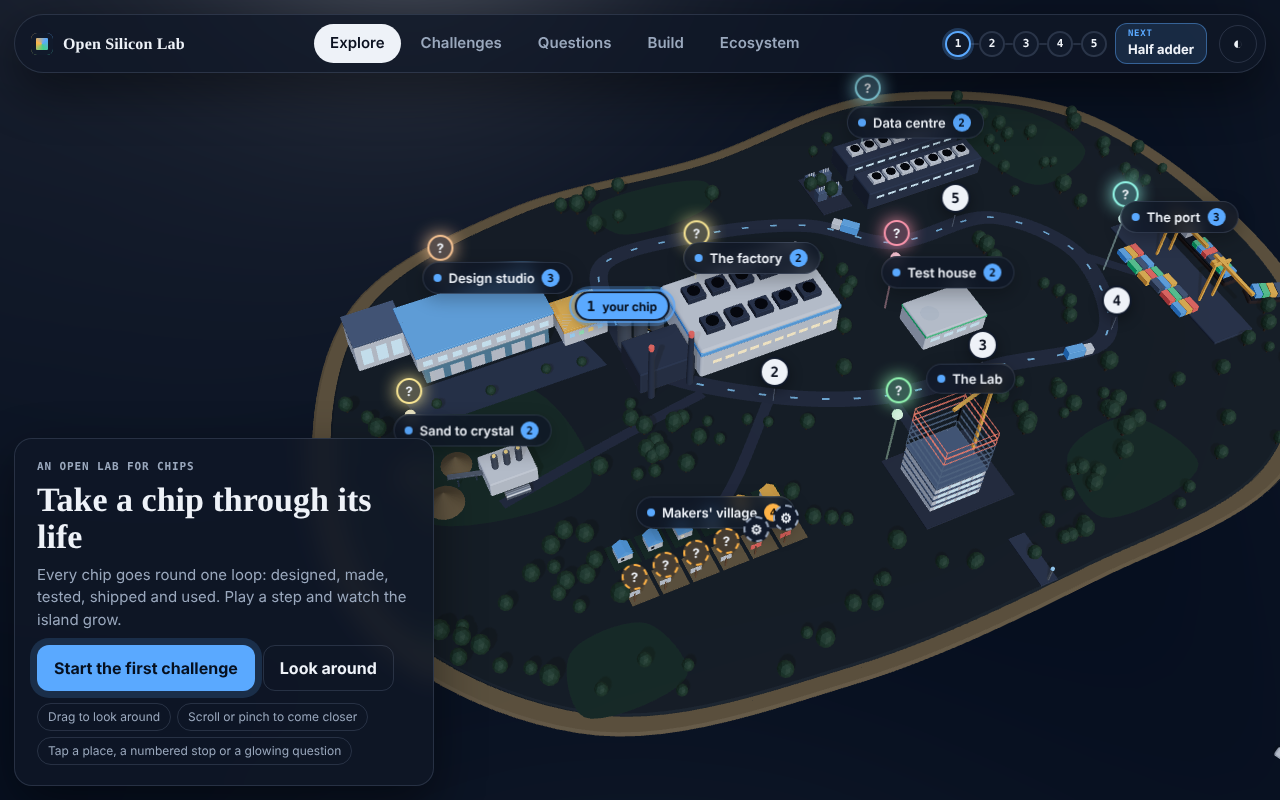 Open Silicon Lab
Explore
Challenges
Questions
Build
Ecosystem
1
2
3
4
5
NEXT
Half adder
?
Data centre 2
5
?
The port 3
?
Design studio 3
?
The factory 2
?
Test house 2
1 your chip
4
3
2
?
The Lab
?
Sand to crystal 2
Makers' village
?
?
?
?
AN OPEN LAB FOR CHIPS
Take a chip through its
life
Every chip goes round one loop: designed, made,
tested, shipped and used. Play a step and watch the
island grow.
Start the first challenge
Look around
Drag to look around
Scroll or pinch to come closer
Tap a place, a numbered stop or a glowing question